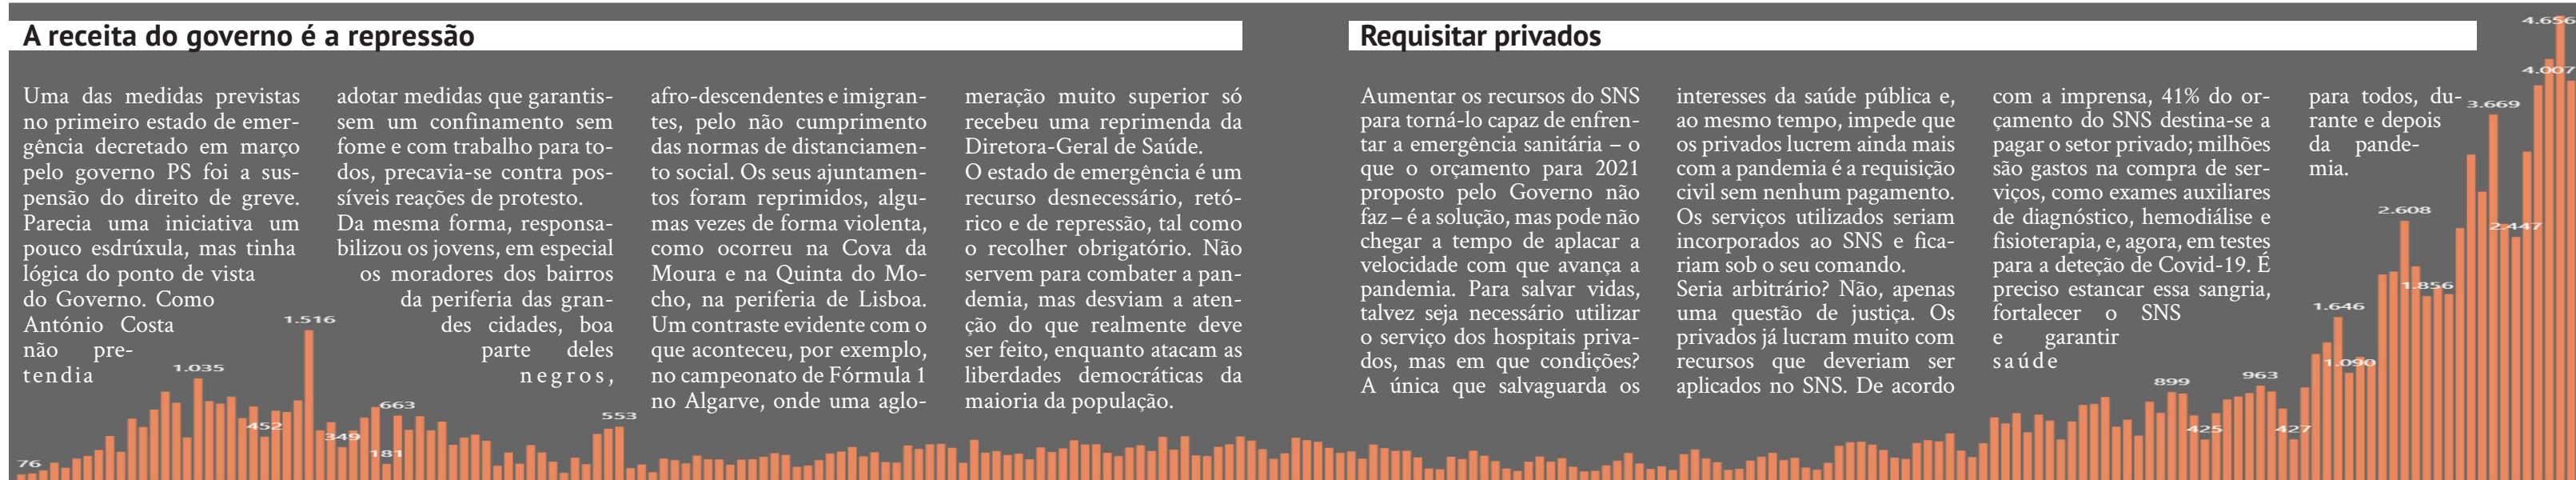 A receita do governo é a repressão
Uma das medidas previstas
no primeiro estado de emer-
gência decretado em março
pelo governo PS foi a sus-
pensão do direito de greve.
Parecia uma iniciativa um
pouco esdrúxula, mas tinha
lógica do ponto de vista
do Governo. Como
António Costa
não pre-
tendia
adotar medidas que garantis-
sem um confinamento sem
fome e com trabalho para to-
dos, precavia-se contra pos-
síveis reações de protesto.
Da mesma forma, responsa-
bilizou os jovens, em especial
os moradores dos bairros
da periferia das gran-
des cidades, boa
parte deles
negros,
afro-descendentes e imigran-
tes, pelo não cumprimento
das normas de distanciamen-
to social. Os seus ajuntamen-
tos foram reprimidos, algu-
mas vezes de forma violenta,
como ocorreu na Cova da
Moura e na Quinta do Mo-
cho, na periferia de Lisboa.
Um contraste evidente com o
que aconteceu, por exemplo,
no campeonato de Fórmula 1
no Algarve, onde uma aglo-
meração muito superior só
recebeu uma reprimenda da
Diretora-Geral de Saúde.
O estado de emergência é um
recurso desnecessário, retó-
rico e de repressão, tal como
o recolher obrigatório. Não
servem para combater a pan-
demia, mas desviam a aten-
ção do que realmente deve
ser feito, enquanto atacam as
liberdades democráticas da
maioria da população.
Requisitar privados
Aumentar os recursos do SNS
para torná-lo capaz de enfren-
tar a emergência sanitária – o
que o orçamento para 2021
proposto pelo Governo não
faz – é a solução, mas pode não
chegar a tempo de aplacar a
velocidade com que avança a
pandemia. Para salvar vidas,
talvez seja necessário utilizar
o serviço dos hospitais priva-
dos, mas em que condições?
A única que salvaguarda os
interesses da saúde pública e,
ao mesmo tempo, impede que
os privados lucrem ainda mais
com a pandemia é a requisição
civil sem nenhum pagamento.
Os serviços utilizados seriam
incorporados ao SNS e fica-
riam sob o seu comando.
Seria arbitrário? Não, apenas
uma questão de justiça. Os
privados já lucram muito com
recursos que deveriam ser
aplicados no SNS. De acordo
com a imprensa, 41% do or-
çamento do SNS destina-se a
pagar o setor privado; milhões
são gastos na compra de ser-
viços, como exames auxiliares
de diagnóstico, hemodiálise e
fisioterapia, e, agora, em testes
para a deteção de Covid-19. É
preciso estancar essa sangria,
fortalecer o SNS
e garantir
saúde
para todos, du-
rante e depois
da pande-
mia.
76
1.035
452
1.516
349
181
663
553
899
425
963
427
1.646
1.090
2.608
1.856
3.669
2.447
4.656
4.007